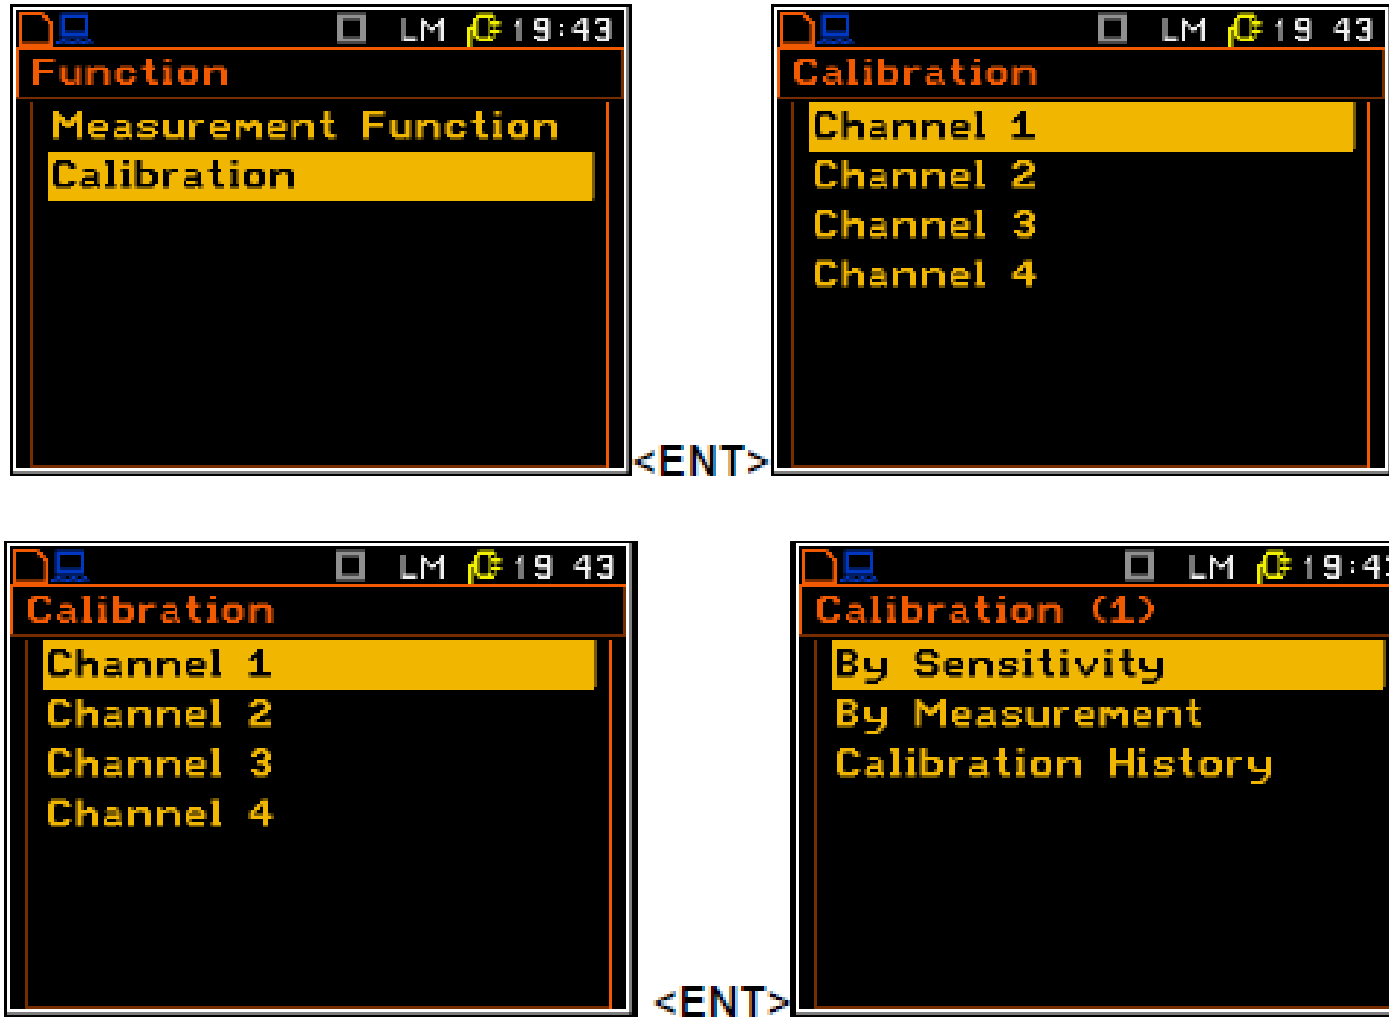 LM 19:43
Function
Measurement Function
Calibration
<ENT>
LM 19 43
Calibration
Channel 1
Channel 2
Channel 3
Channel 4
LM 19 43
Calibration
Channel 1
Channel 2
Channel 3
Channel 4
<ENT>
LM 19:43
Calibration (1)
By Sensitivity
By Measurement
Calibration History